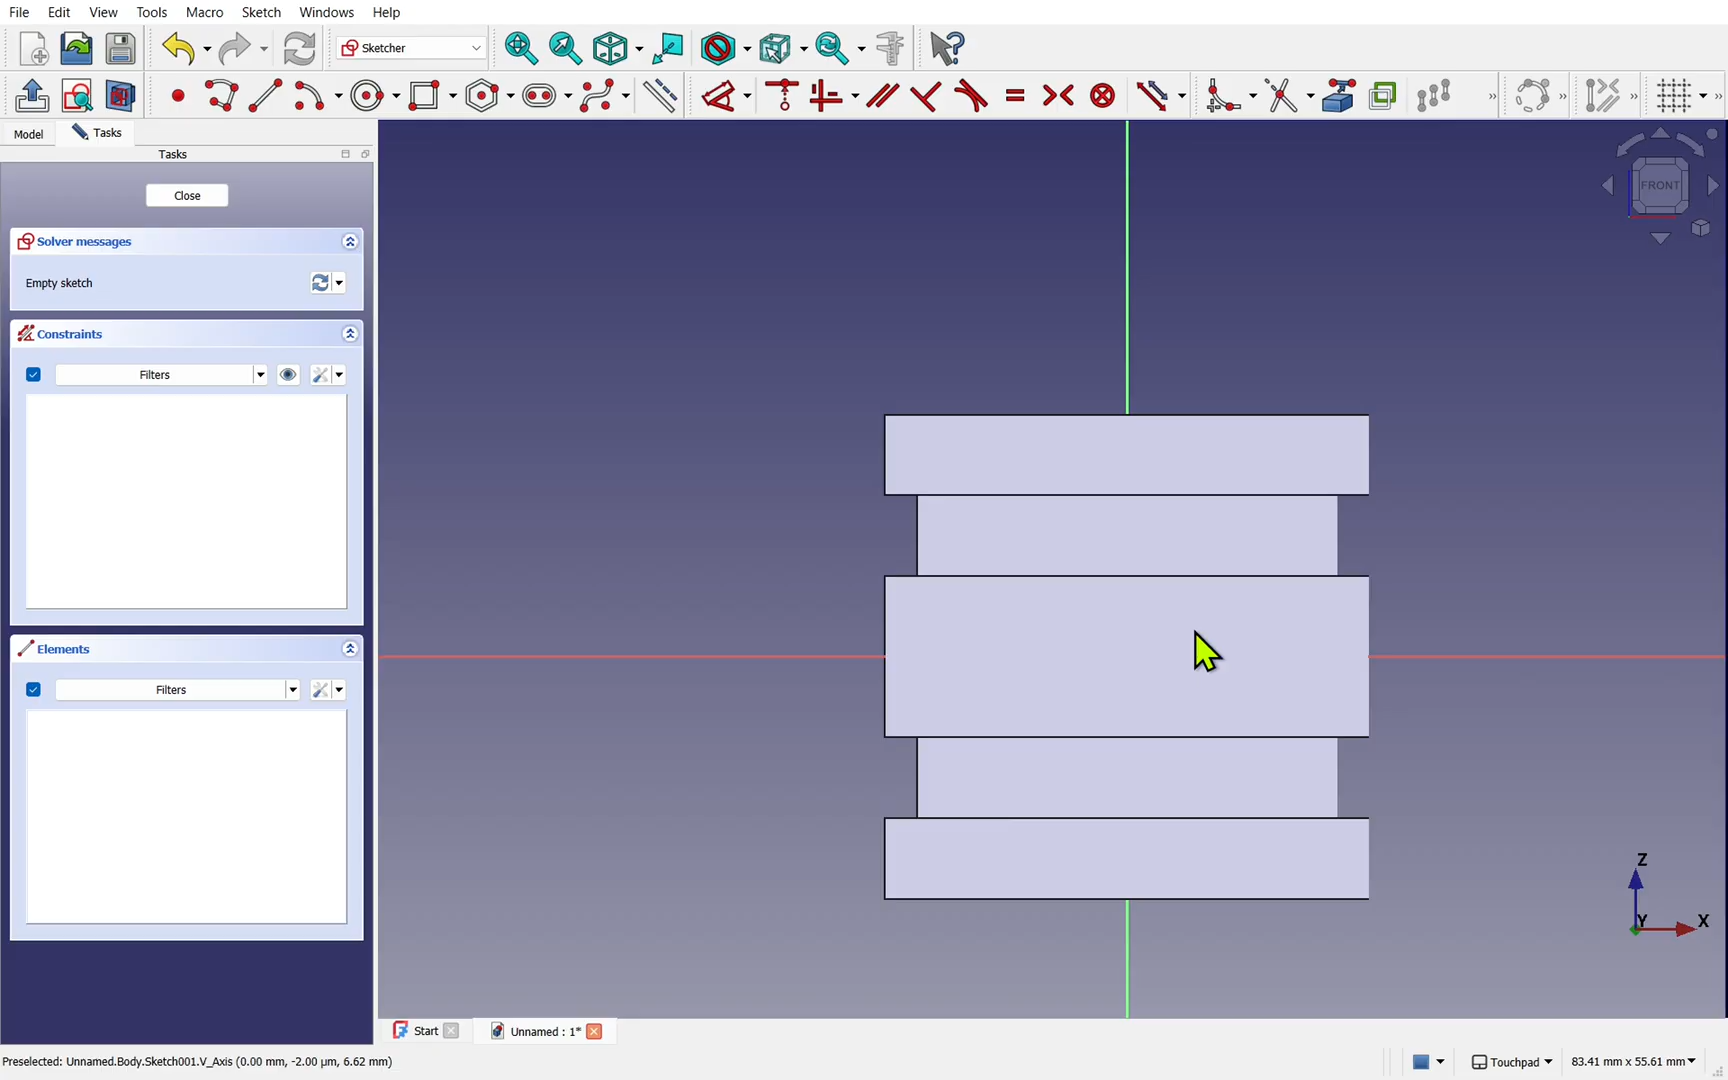 File Edit View Tools Macro Sketch Windows Help
Sketcher
Model Tasks
Tasks
Close
Solver messages
Empty sketch
Constraints
Filters
Elements
Filters
FRONT
Z
Y X
Start Unnamed : 1*
Preselected: Unnamed.Body.Sketch001.V_Axis (0.00 mm, -2.00 μm, 6.62 mm) Touchpad 83.41 mm x 55.61 mm